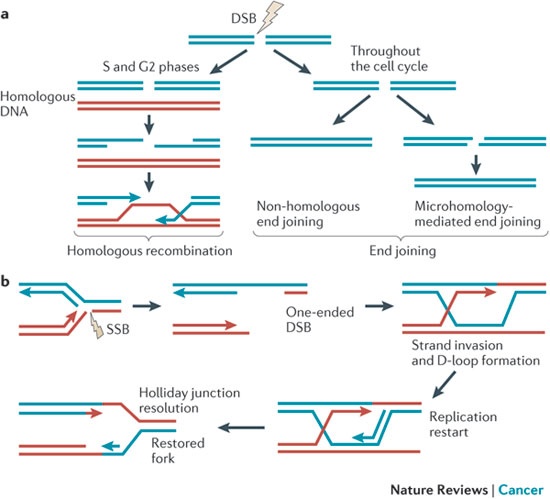 a
DSB
S and G2 phases
Throughout
the cell cycle
Homologous
DNA
Non-homologous
end joining
Microhomology-
mediated end joining
Homologous recombination
End joining
b
SSB
One-ended
DSB
Strand invasion
and D-loop formation
Holliday junction
resolution
Restored
fork
Replication
restart
Nature Reviews | Cancer